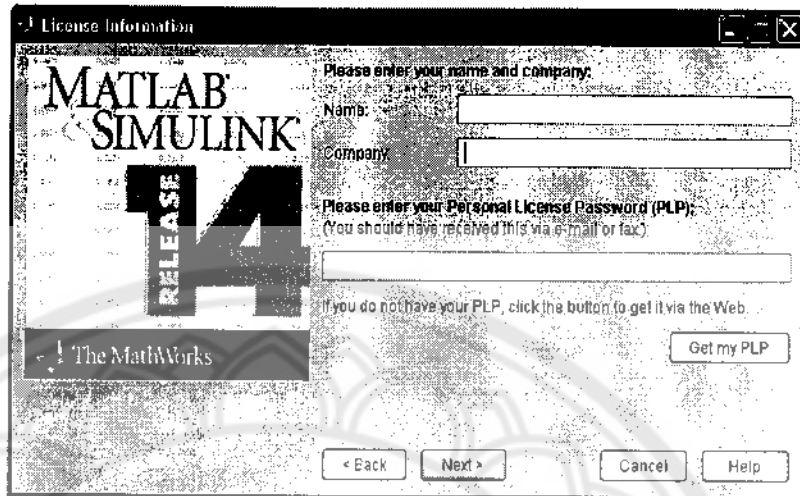 License Information
MATLAB
SIMULINK
RELEASE
14
The MathWorks
Please enter your name and company:
Name:
Company:
Please enter your Personal License Password (PLP):
(You should have received this via e-mail or fax.)
If you do not have your PLP, click the button to get it via the Web.
Get my PLP
< Back
Next >
Cancel
Help